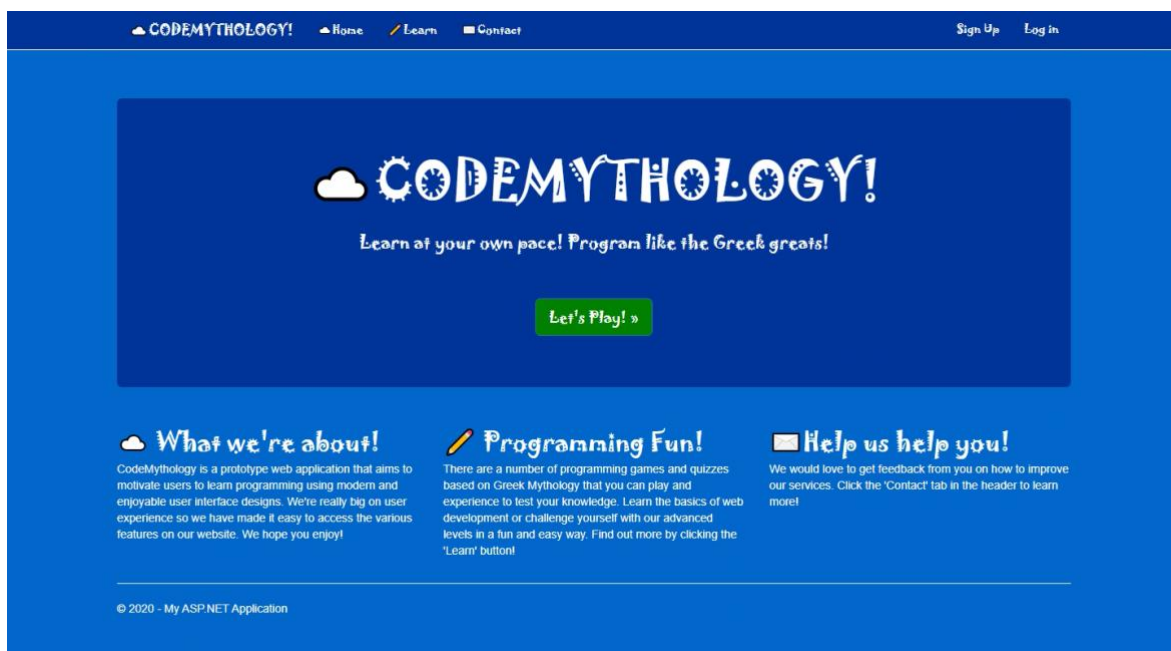 CODEMYTHOLOGY! Home Learn Contact Sign Up Log in
CODEMYTHOLOGY!
Learn at your own pace! Program like the Greek greats!
Let's Play! »
What we're about!
CodeMythology is a prototype web application that aims to
motivate users to learn programming using modern and
enjoyable user interface designs. We're really big on user
experience so we have made it easy to access the various
features on our website. We hope you enjoy!
Programming Fun!
There are a number of programming games and quizzes
based on Greek Mythology that you can play and
experience to test your knowledge. Learn the basics of web
development or challenge yourself with our advanced
levels in a fun and easy way. Find out more by clicking the
'Learn' button!
Help us help you!
We would love to get feedback from you on how to improve
our services. Click the 'Contact' tab in the header to learn
more!
© 2020 - My ASP.NET Application